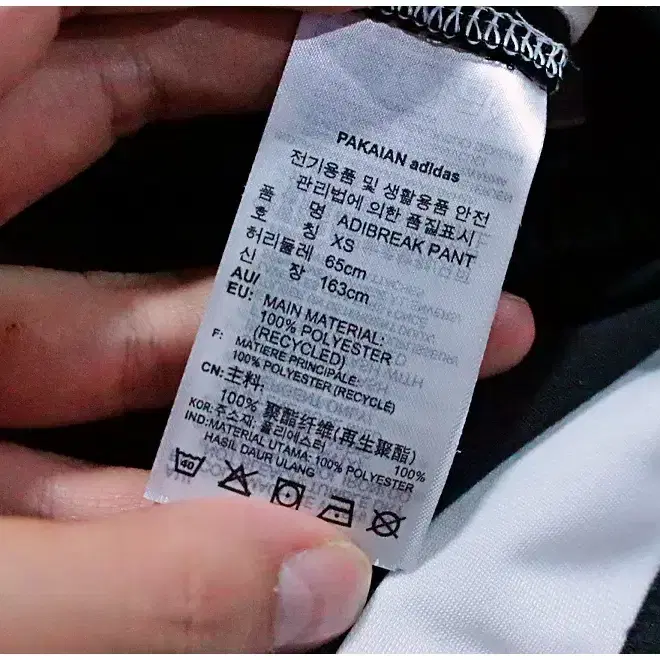 PAKAIAN adidas
전기용품 및 생활용품 안전
관리법에 의한 품질표시
품 명 ADIBREAK PANT
호 칭 XS
허리둘레 65cm
신 장 163cm
AU/
EU: MAIN MATERIAL:
100% POLYESTER
(RECYCLED)
F: MATIERE PRINCIPALE:
100% POLYESTER (RECYCLÉ)
CN: 主料:
100% 聚酯纤维(再生聚酯)
KOR: 주소재: 폴리에스터 100%
IND: MATERIAL UTAMA: 100% POLYESTER
HASIL DAUR ULANG
40